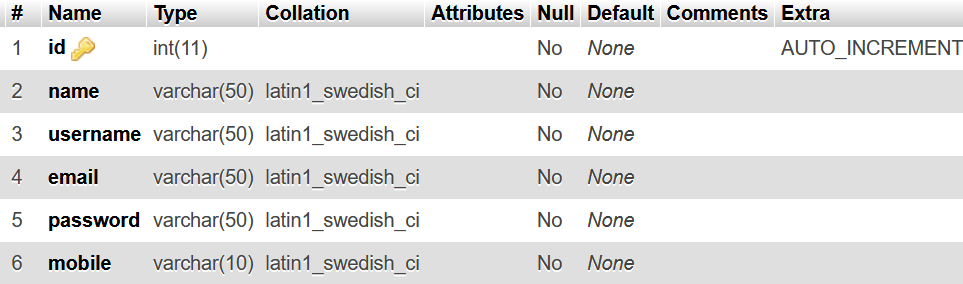 # Name Type Collation Attributes Null Default Comments Extra
1 id int(11) No None AUTO_INCREMENT
2 name varchar(50) latin1_swedish_ci No None
3 username varchar(50) latin1_swedish_ci No None
4 email varchar(50) latin1_swedish_ci No None
5 password varchar(50) latin1_swedish_ci No None
6 mobile varchar(10) latin1_swedish_ci No None